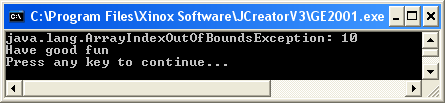 C:\Program Files\Xinox Software\JCreatorV3\GE2001.exe
java.lang.ArrayIndexOutOfBoundsException: 10
Have good fun
Press any key to continue...